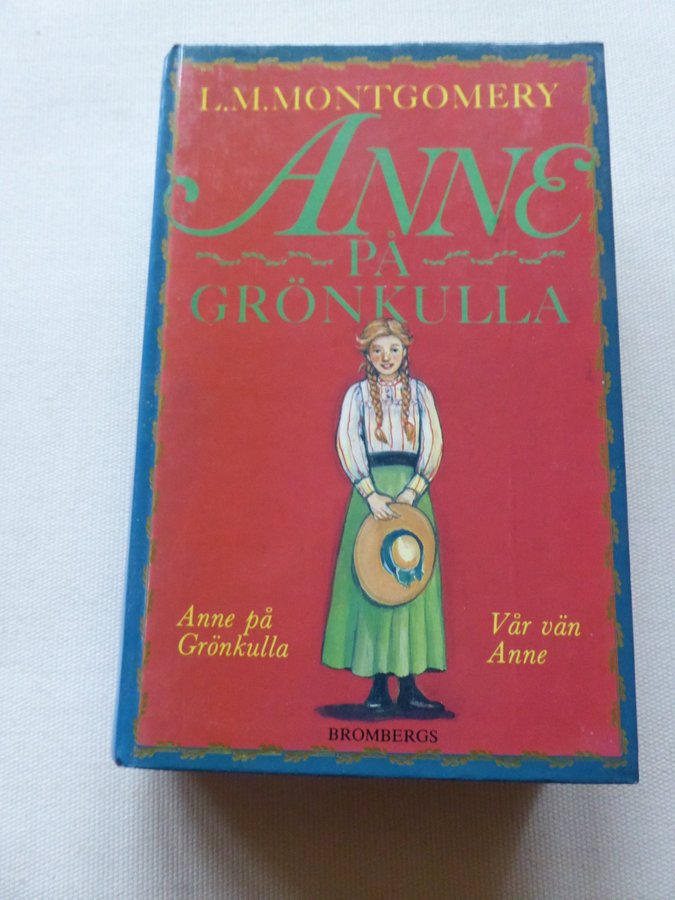 L.M.MONTGOMERY
ANNE
PÅ
GRÖNKULLA
Anne på
Grönkulla
Vår vän
Anne
BROMBERGS